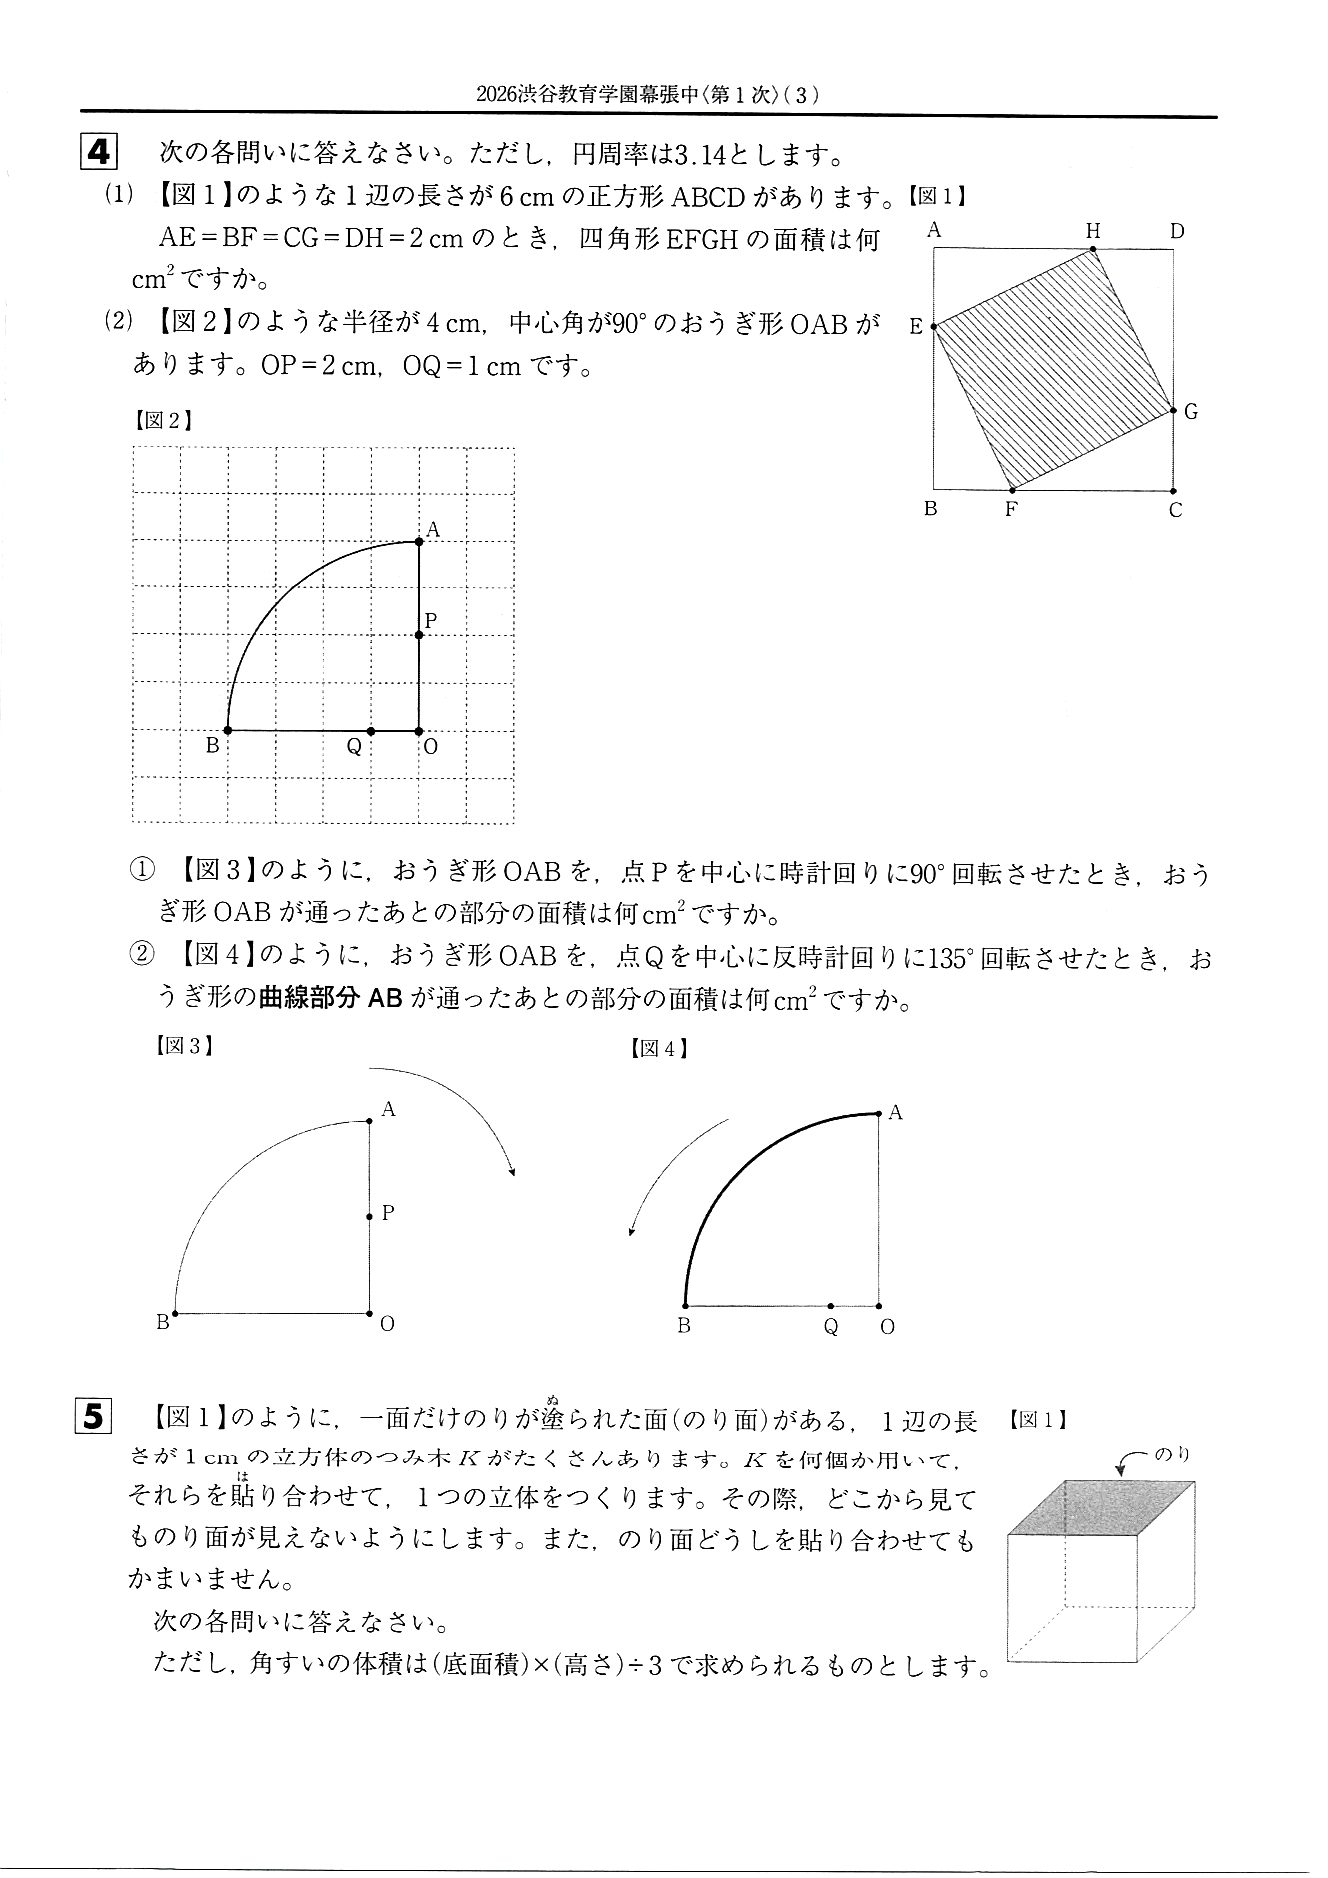 2026渋谷教育学園幕張中〈第1次〉(3)
4 次の各問いに答えなさい。ただし，円周率は3.14とします。
(1) 【図1】のような1辺の長さが6cmの正方形ABCDがあります。
AE＝BF＝CG＝DH＝2cmのとき，四角形EFGHの面積は何
cm²ですか。
(2) 【図2】のような半径が4cm，中心角が90°のおうぎ形OABが
あります。OP＝2cm，OQ＝1cmです。
【図1】
A H D
E
G
B F C
【図2】
A
P
B Q O
① 【図3】のように，おうぎ形OABを，点Pを中心に時計回りに90°回転させたとき，おう
ぎ形OABが通ったあとの部分の面積は何cm²ですか。
② 【図4】のように，おうぎ形OABを，点Qを中心に反時計回りに135°回転させたとき，お
うぎ形の曲線部分ABが通ったあとの部分の面積は何cm²ですか。
【図3】
A
P
B O
【図4】
A
B Q O
5 【図1】のように，一面だけのりが塗られた面(のり面)がある，1辺の長
ぬ
さが1cmの立方体のつみ木Kがたくさんあります。Kを何個か用いて，
は
それらを貼り合わせて，1つの立体をつくります。その際，どこから見て
ものり面が見えないようにします。また，のり面どうしを貼り合わせても
かまいません。
次の各問いに答えなさい。
ただし，角すいの体積は(底面積)×(高さ)÷3で求められるものとします。
【図1】
のり